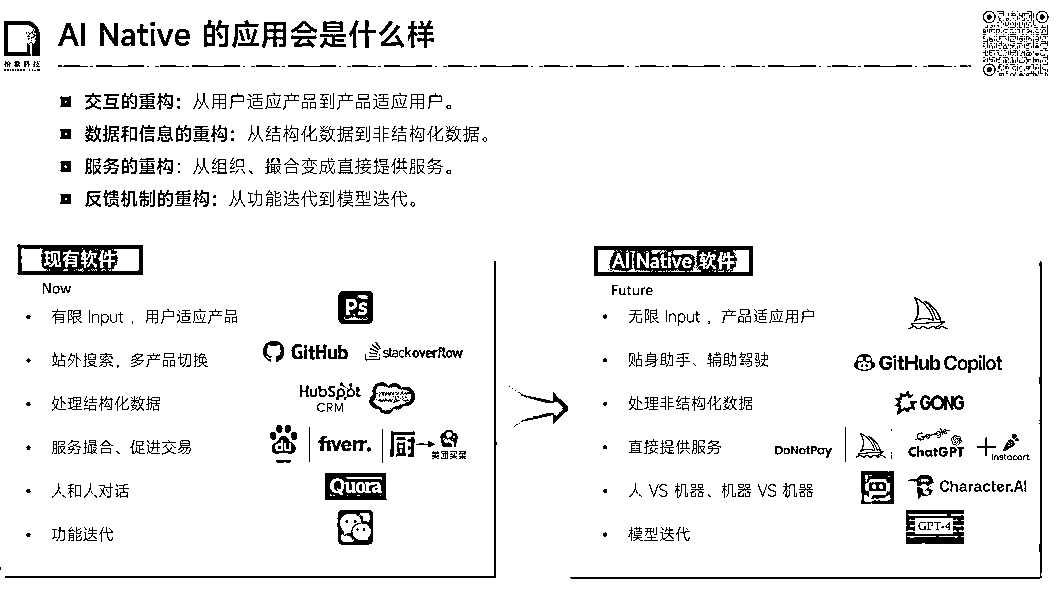 AI Native 的应用会是什么样
拾象科技
交互的重构：从用户适应产品到产品适应用户。
数据和信息的重构：从结构化数据到非结构化数据。
服务的重构：从组织、撮合变成直接提供服务。
反馈机制的重构：从功能迭代到模型迭代。
现有软件
Now
• 有限 Input ，用户适应产品 Ps
• 站外搜索，多产品切换 GitHub stackoverflow
• 处理结构化数据 HubSpot CRM
• 服务撮合、促进交易 du fiverr. 厨 美团买菜
• 人和人对话 Quora
• 功能迭代
AI Native 软件
Future
• 无限 Input ，产品适应用户
• 贴身助手、辅助驾驶 GitHub Copilot
• 处理非结构化数据 GONG
• 直接提供服务 DoNotPay Google ChatGPT + instacart
• 人 VS 机器、机器 VS 机器 Character.AI
• 模型迭代 GPT-4